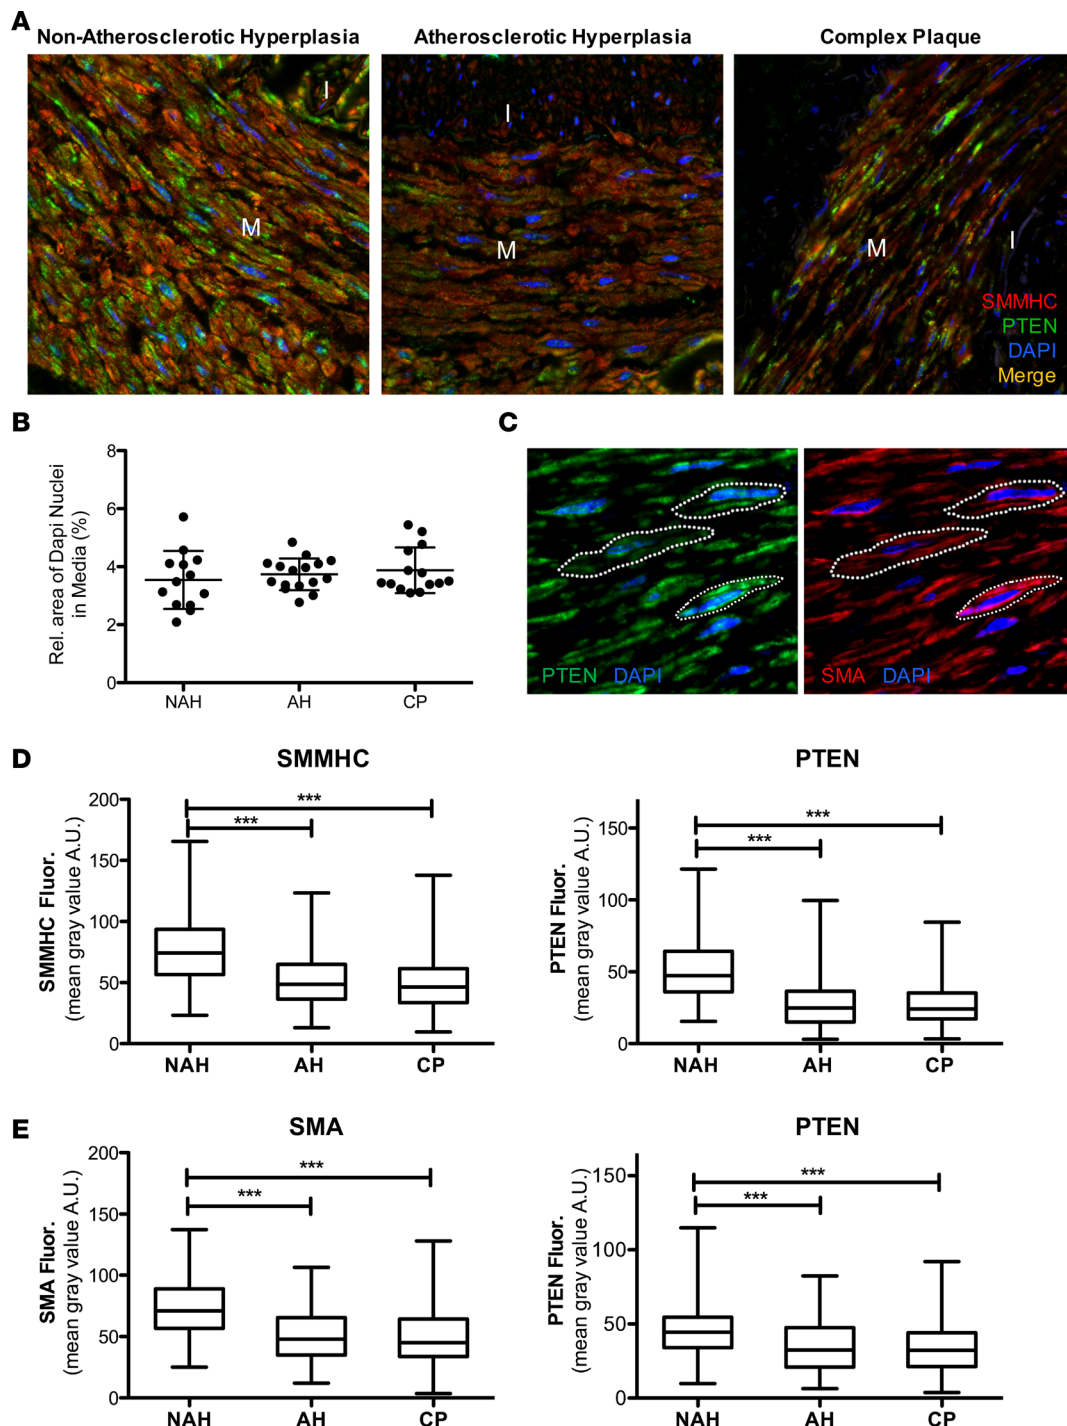 A
Non-Atherosclerotic Hyperplasia
Atherosclerotic Hyperplasia
Complex Plaque
I
M
I
M
M
I
SMMHC
PTEN
DAPI
Merge
B
Rel. area of Dapi Nuclei
in Media (%)
8
6
4
2
0
NAH
AH
CP
C
PTEN DAPI
SMA DAPI
D
SMMHC
SMMHC Fluor.
(mean gray value A.U.)
200
150
100
50
0
***
***
NAH
AH
CP
PTEN
PTEN Fluor.
(mean gray value A.U.)
150
100
50
0
***
***
NAH
AH
CP
E
SMA
SMA Fluor.
(mean gray value A.U.)
200
150
100
50
0
***
***
NAH
AH
CP
PTEN
PTEN Fluor.
(mean gray value A.U.)
150
100
50
0
***
***
NAH
AH
CP